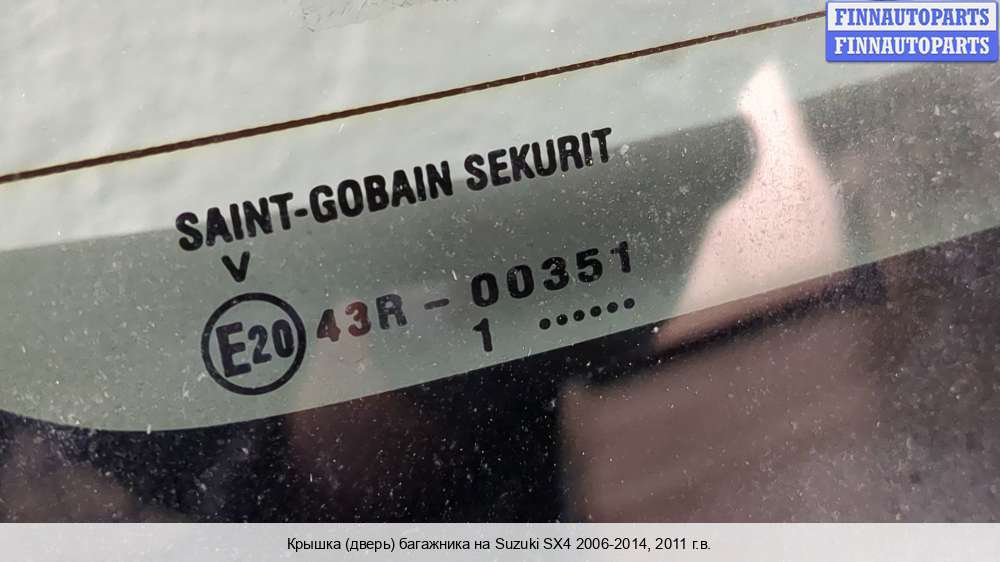 FINNAUTOPARTS
FINNAUTOPARTS
SAINT-GOBAIN SEKURIT
V
E20 43R - 00351
1 ••••••
Крышка (дверь) багажника на Suzuki SX4 2006-2014, 2011 г.в.